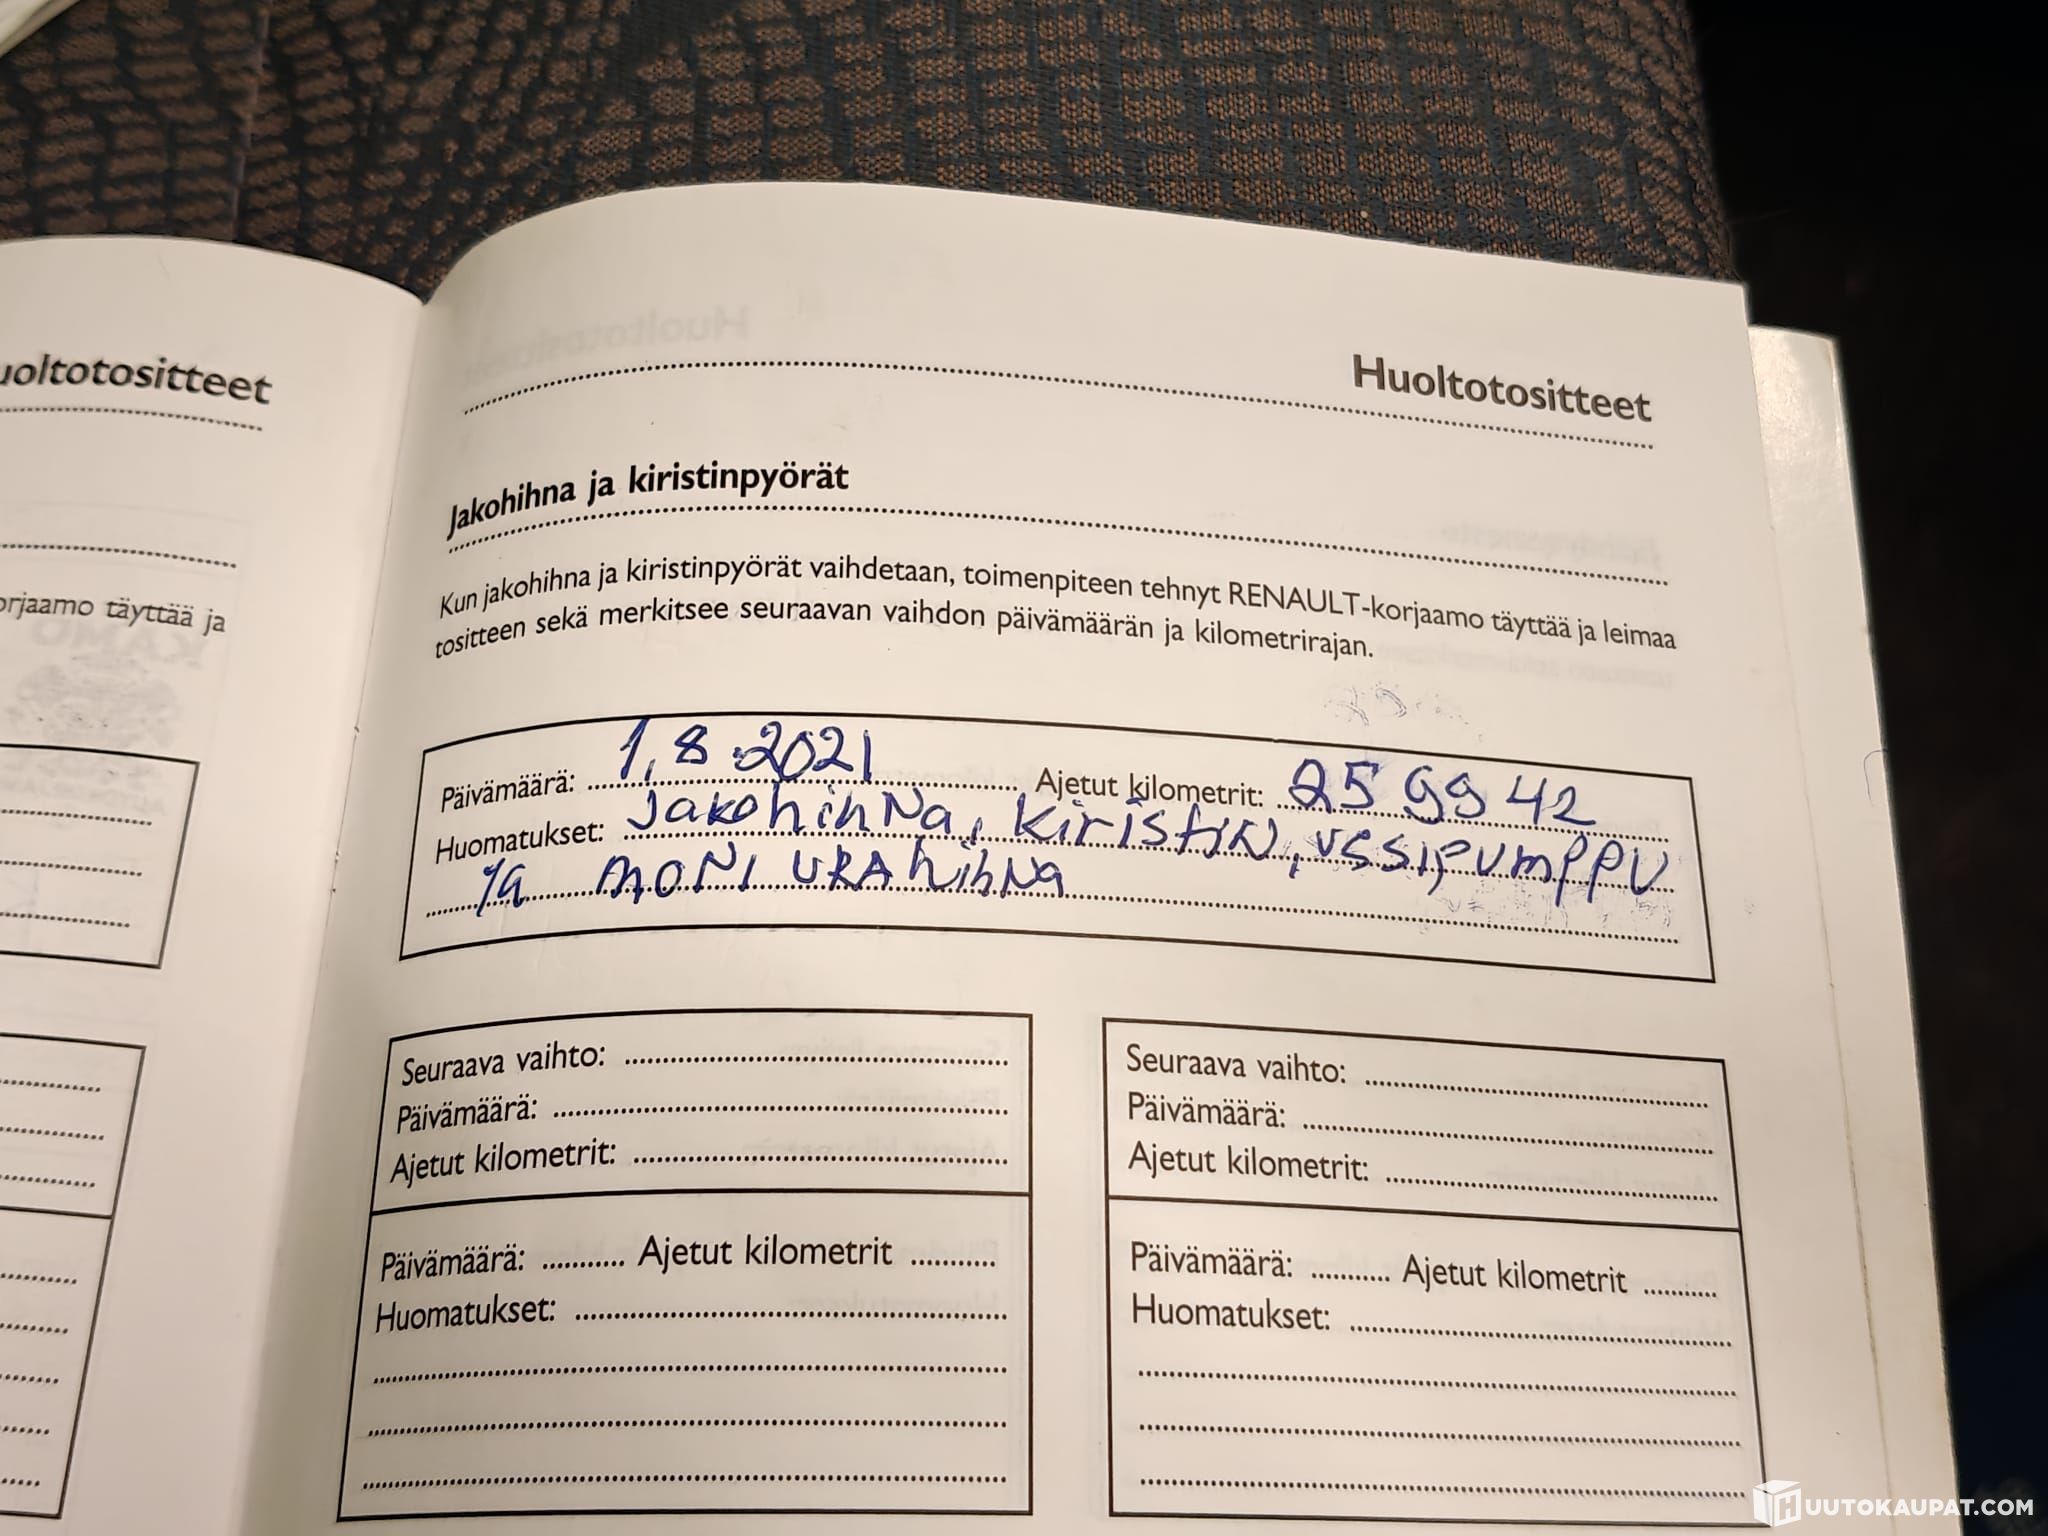 uoltotositteet
orjaamo täyttää ja
Huoltotositteet
Jakohihna ja kiristinpyörät
Kun jakohihna ja kiristinpyörät vaihdetaan, toimenpiteen tehnyt RENAULT-korjaamo täyttää ja leimaa
tositteen sekä merkitsee seuraavan vaihdon päivämäärän ja kilometrirajan.
Päivämäärä: 1.8.2021 Ajetut kilometrit: 259942
Huomatukset: jakohihna, kiristin, vesipumppu
ja moni urahihna
Seuraava vaihto:
Päivämäärä:
Ajetut kilometrit:
Päivämäärä: Ajetut kilometrit
Huomatukset:
Seuraava vaihto:
Päivämäärä:
Ajetut kilometrit:
Päivämäärä: Ajetut kilometrit
Huomatukset:
HUUTOKAUPAT.COM